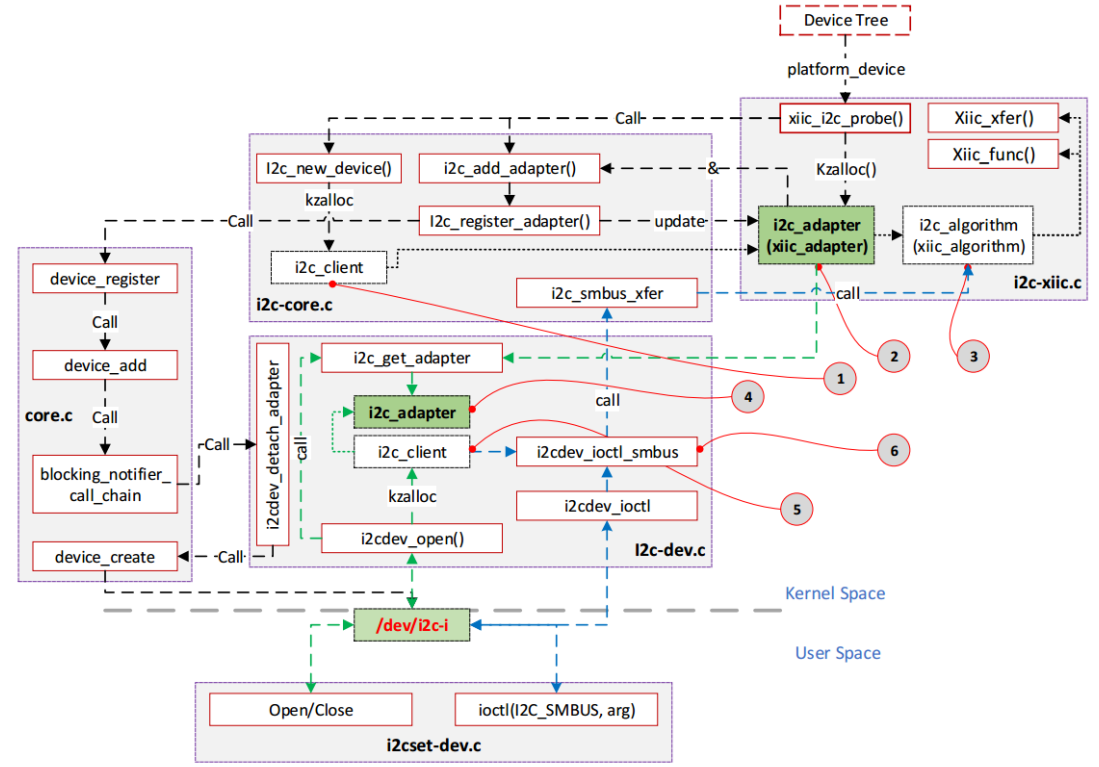 Device Tree
platform_device
xiic_i2c_probe()
Xiic_xfer()
Call
Xiic_func()
I2c_new_device()
i2c_add_adapter()
&
Kzalloc()
kzalloc
Call
I2c_register_adapter()
update
i2c_adapter
(xiic_adapter)
i2c_algorithm
(xiic_algorithm)
i2c_client
i2c-core.c
i2c_smbus_xfer
call
i2c-xiic.c
device_register
Call
device_add
core.c
Call
blocking_notifier_
call_chain
Call
device_create
Call
i2cdev_detach_adapter
call
i2c_get_adapter
i2c_adapter
i2c_client
kzalloc
i2cdev_open()
call
i2cdev_ioctl_smbus
i2cdev_ioctl
I2c-dev.c
1
2
3
4
5
6
Kernel Space
/dev/i2c-i
User Space
Open/Close
ioctl(I2C_SMBUS, arg)
i2cset-dev.c